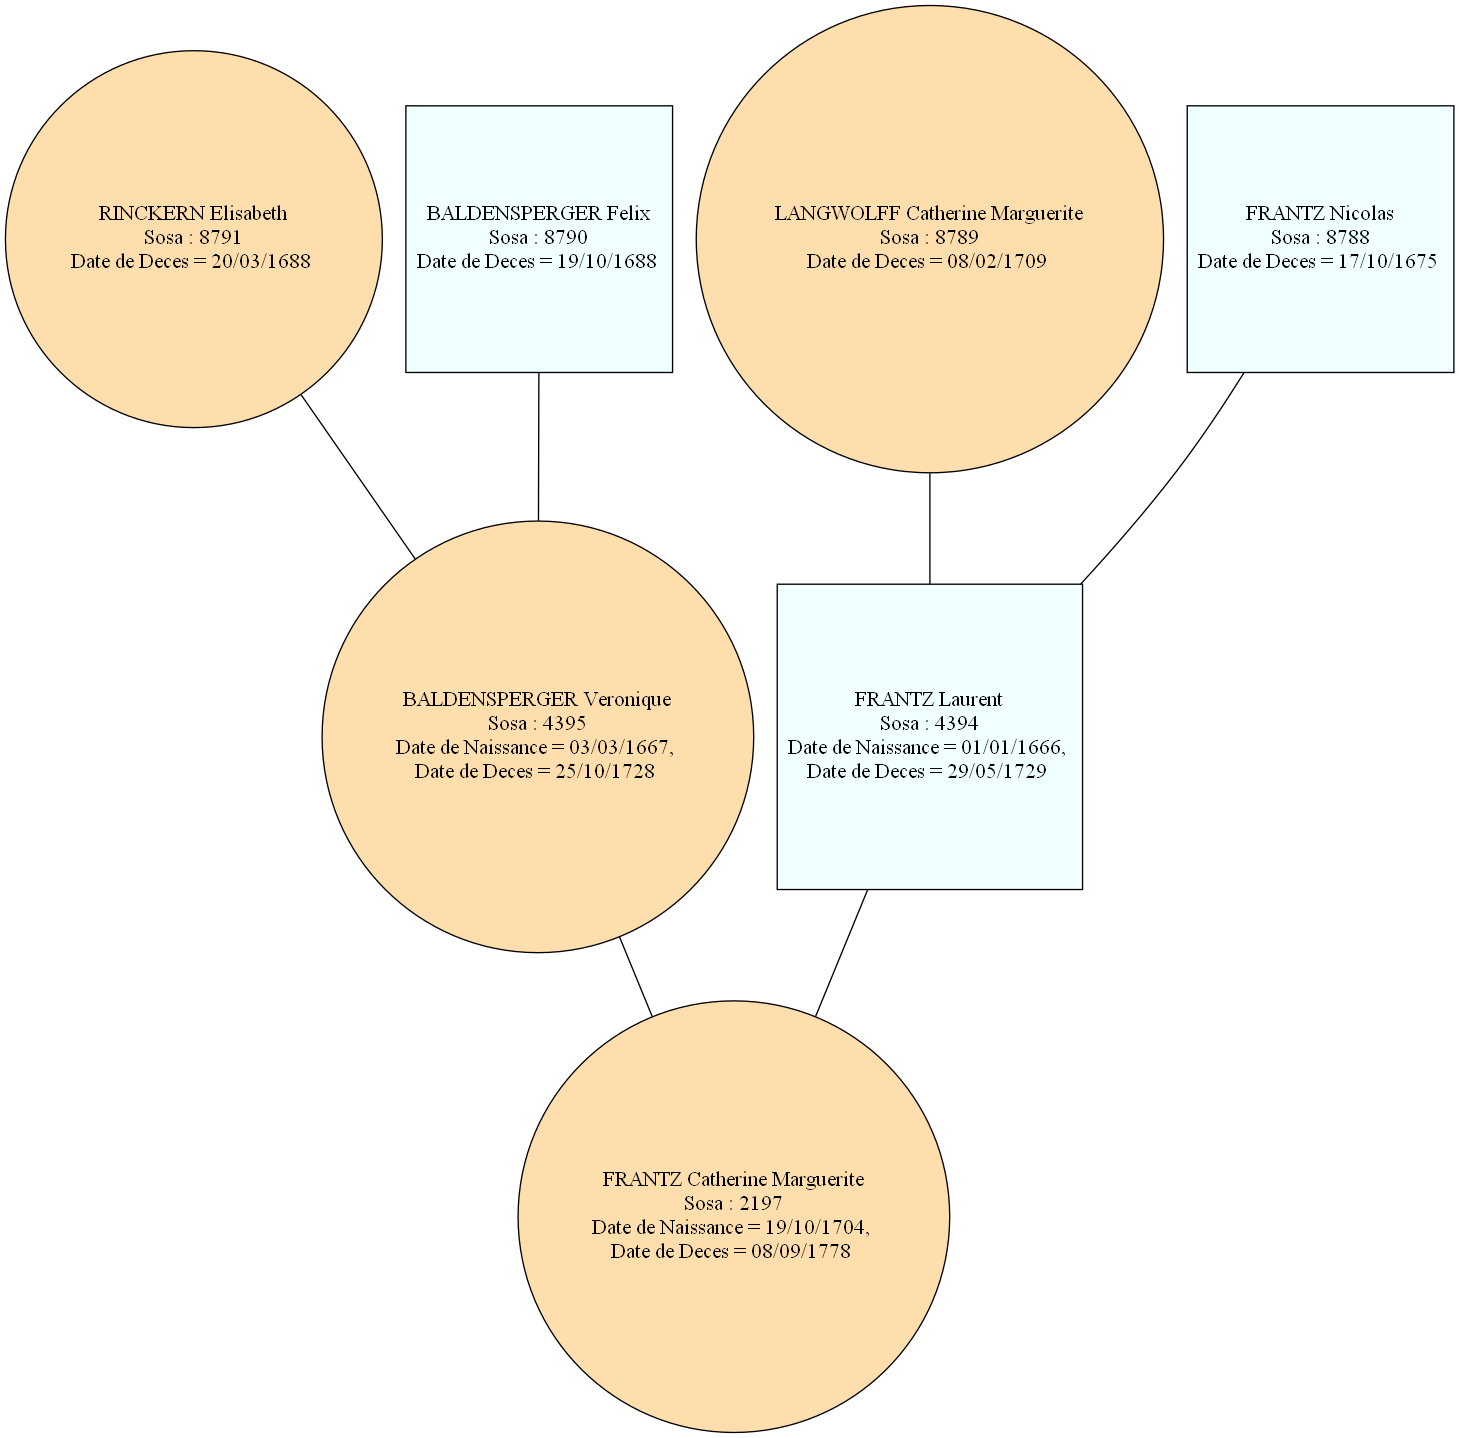 RINCKERN Elisabeth
Sosa : 8791
Date de Deces = 20/03/1688
BALDENSPERGER Felix
Sosa : 8790
Date de Deces = 19/10/1688
LANGWOLFF Catherine Marguerite
Sosa : 8789
Date de Deces = 08/02/1709
FRANTZ Nicolas
Sosa : 8788
Date de Deces = 17/10/1675
BALDENSPERGER Veronique
Sosa : 4395
Date de Naissance = 03/03/1667,
Date de Deces = 25/10/1728
FRANTZ Laurent
Sosa : 4394
Date de Naissance = 01/01/1666,
Date de Deces = 29/05/1729
FRANTZ Catherine Marguerite
Sosa : 2197
Date de Naissance = 19/10/1704,
Date de Deces = 08/09/1778